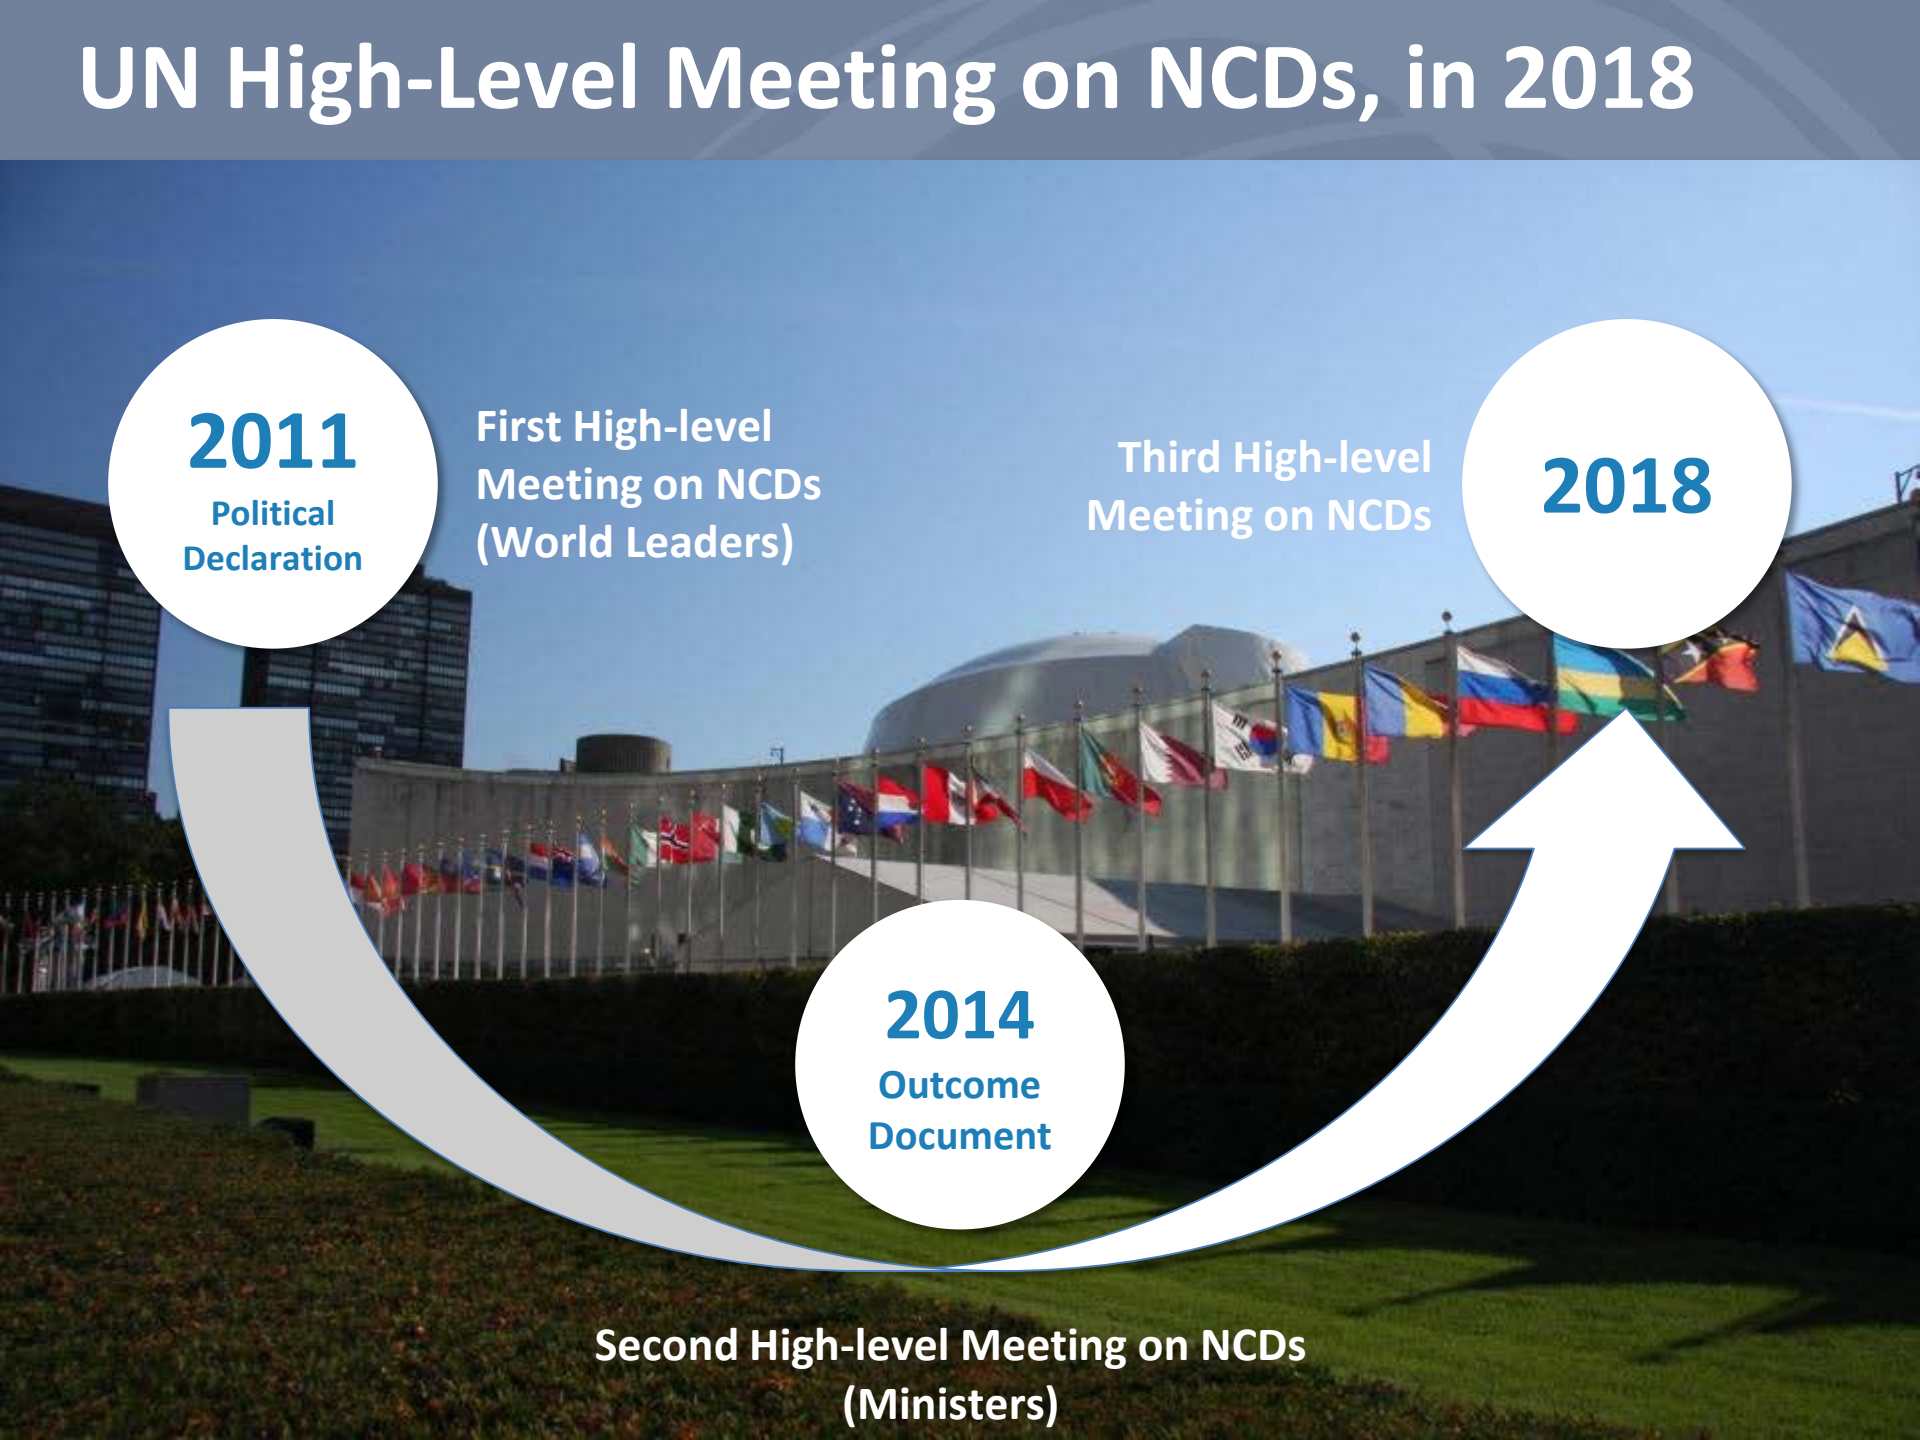 UN High-Level Meeting on NCDs, in 2018
2011
Political
Declaration
First High-level
Meeting on NCDs
(World Leaders)
Third High-level
Meeting on NCDs
2018
2014
Outcome
Document
Second High-level Meeting on NCDs
(Ministers)